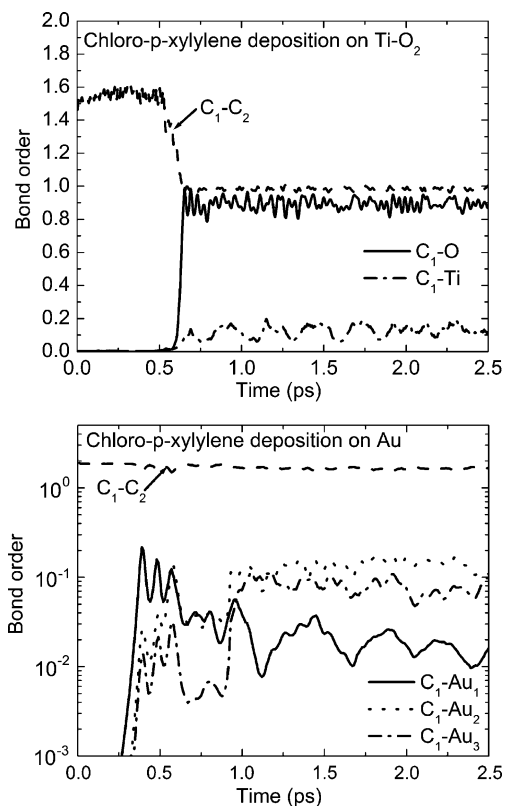 Chloro-p-xylylene deposition on Ti-O₂
2.0
1.8
1.6
1.4
1.2
1.0
0.8
0.6
0.4
0.2
0.0
Bond order
C₁-C₂
C₁-O
C₁-Ti
0.0 0.5 1.0 1.5 2.0 2.5
Time (ps)
Chloro-p-xylylene deposition on Au
10⁰
10⁻¹
10⁻²
10⁻³
Bond order
C₁-C₂
C₁-Au₁
C₁-Au₂
C₁-Au₃
0.0 0.5 1.0 1.5 2.0 2.5
Time (ps)